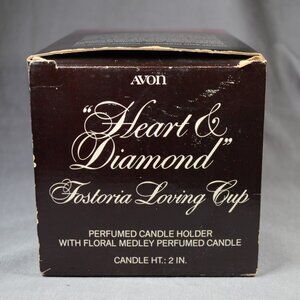 AVON
"Heart &
Diamond"
Fostoria Loving Cup
PERFUMED CANDLE HOLDER
WITH FLORAL MEDLEY PERFUMED CANDLE
CANDLE HT.: 2 IN.